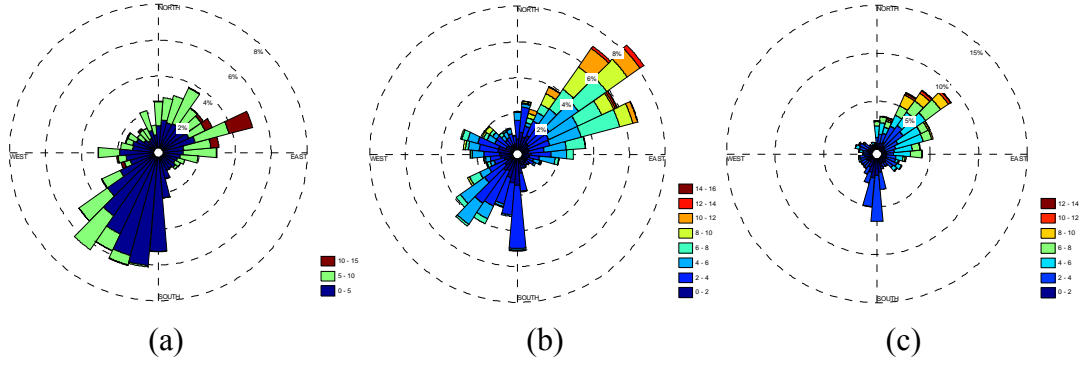 NORTH
8%
6%
4%
2%
WEST
EAST
SOUTH
10 - 15
5 - 10
0 - 5
(a)
NORTH
8%
6%
4%
2%
WEST
EAST
SOUTH
14 - 16
12 - 14
10 - 12
8 - 10
6 - 8
4 - 6
2 - 4
0 - 2
(b)
NORTH
15%
10%
5%
WEST
EAST
SOUTH
12 - 14
10 - 12
8 - 10
6 - 8
4 - 6
2 - 4
0 - 2
(c)